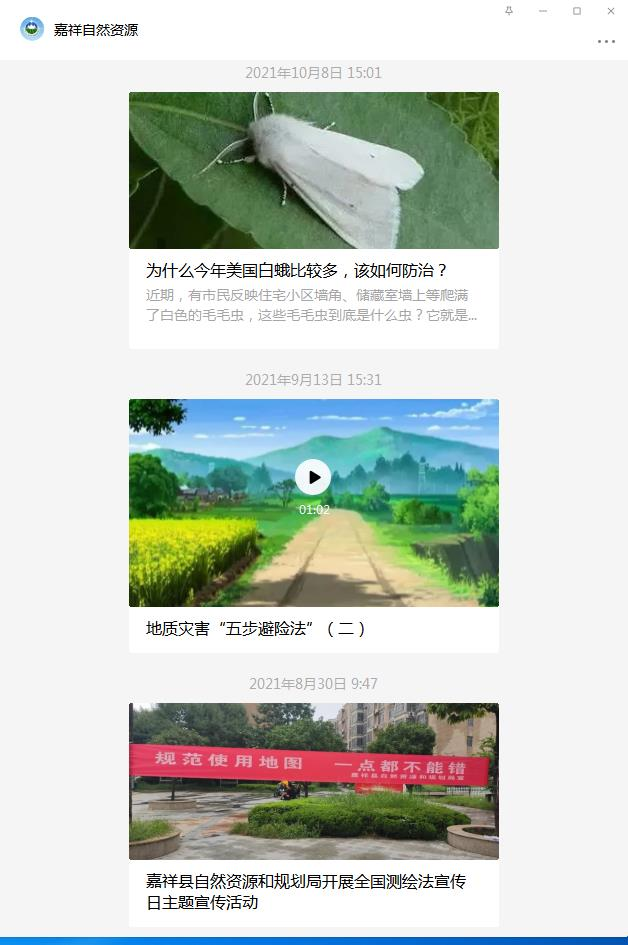 嘉祥自然资源
2021年10月8日 15:01
为什么今年美国白蛾比较多，该如何防治？
近期，有市民反映住宅小区墙角、储藏室墙上等爬满
了白色的毛毛虫，这些毛毛虫到底是什么虫？它就是...
2021年9月13日 15:31
01:02
地质灾害“五步避险法”（二）
2021年8月30日 9:47
规范使用地图 一点都不能错
嘉祥县自然资源和规划局宣
嘉祥县自然资源和规划局开展全国测绘法宣传
日主题宣传活动